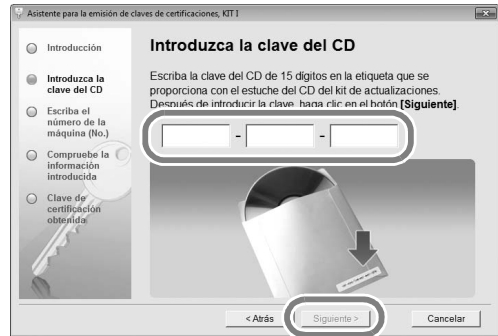 Asistente para la emisión de claves de certificaciones, KIT I
Introducción
Introduzca la
clave del CD
Escriba el
número de la
máquina (No.)
Compruebe la
información
introducida
Clave de
certificación
obtenida
Introduzca la clave del CD
Escriba la clave del CD de 15 dígitos en la etiqueta que se
proporciona con el estuche del CD del kit de actualizaciones.
Después de introducir la clave, haga clic en el botón [Siguiente].
- -
< Atrás Siguiente > Cancelar